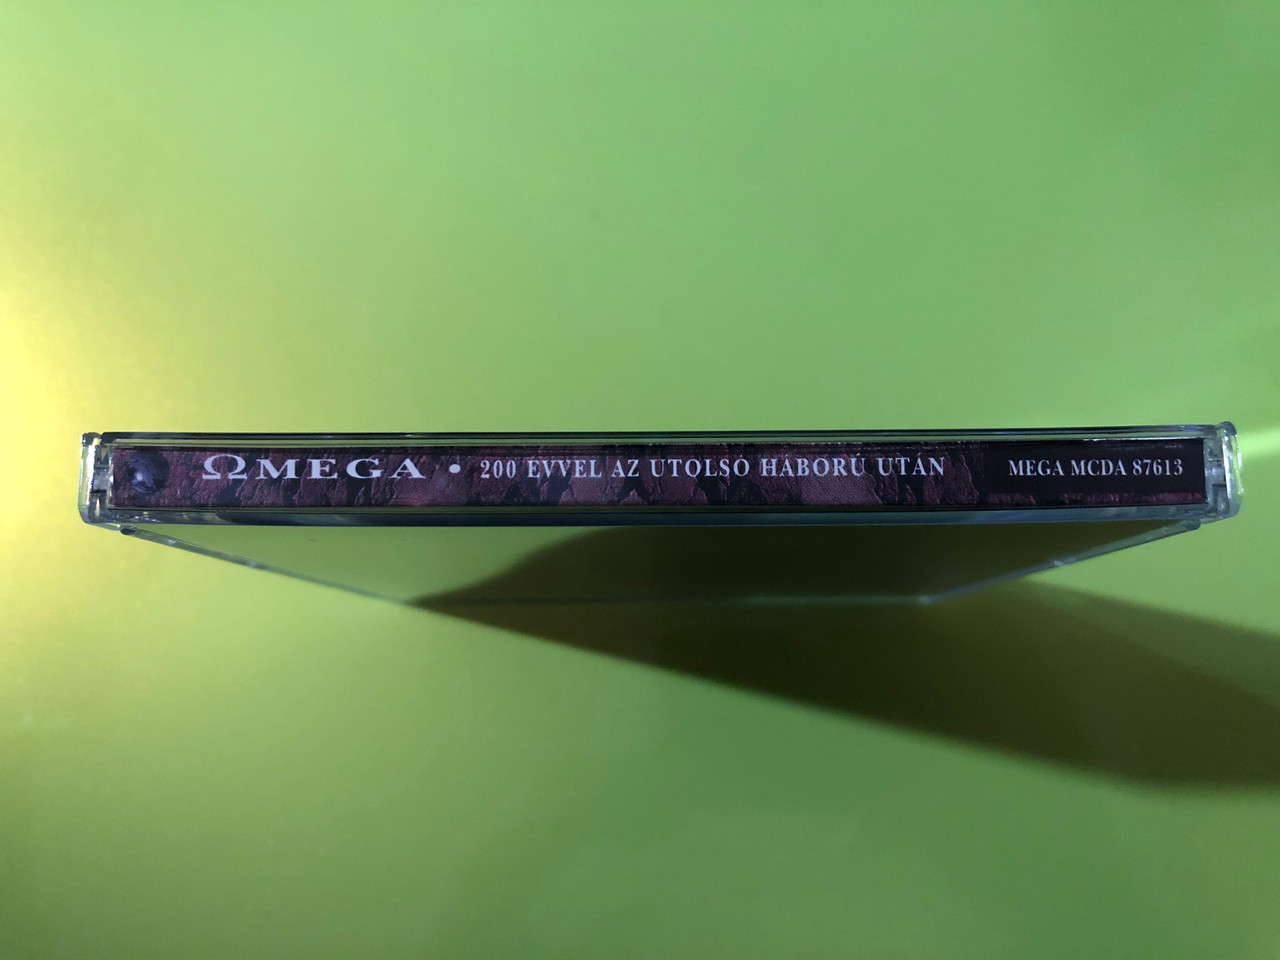 ΩMEGA • 200 ÉVVEL AZ UTOLSÓ HÁBORÚ UTÁN MEGA MCDA 87613